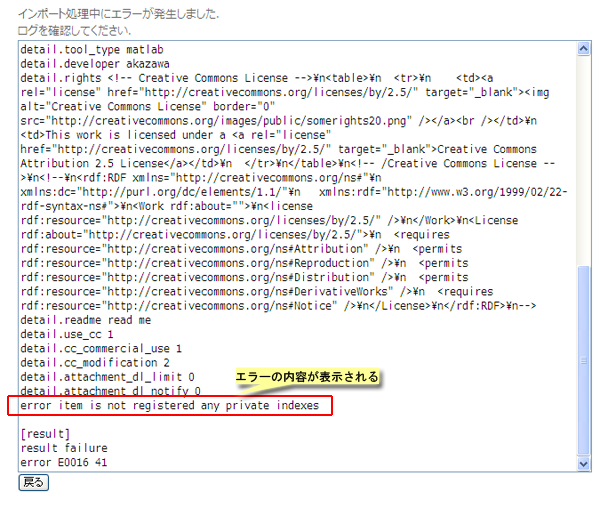 インポート処理中にエラーが発生しました.
ログを確認してください.
detail.tool_type matlab
detail.developer akazawa
detail.rights <!-- Creative Commons License -->¥n<table>¥n  <tr>¥n    <td><a
rel="license" href="http://creativecommons.org/licenses/by/2.5/" target="_blank"><img
alt="Creative Commons License" border="0"
src="http://creativecommons.org/images/public/somerights20.png" /></a><br /></td>¥n
<td>This work is licensed under a <a rel="license"
href="http://creativecommons.org/licenses/by/2.5/" target="_blank">Creative Commons
Attribution 2.5 License</a></td>¥n  </tr>¥n</table><!-- /Creative Commons License --
>¥n<!--¥n<rdf:RDF xmlns="http://creativecommons.org/ns#"¥n
xmlns:dc="http://purl.org/dc/elements/1.1/"¥n   xmlns:rdf="http://www.w3.org/1999/02/22-
rdf-syntax-ns#">¥n<Work rdf:about="">¥n<license
rdf:resource="http://creativecommons.org/licenses/by/2.5/" />¥n</Work>¥n<License
rdf:about="http://creativecommons.org/licenses/by/2.5/">¥n  <requires
rdf:resource="http://creativecommons.org/ns#Attribution" />¥n  <permits
rdf:resource="http://creativecommons.org/ns#Reproduction" />¥n  <permits
rdf:resource="http://creativecommons.org/ns#Distribution" />¥n  <permits
rdf:resource="http://creativecommons.org/ns#DerivativeWorks" />¥n  <requires
rdf:resource="http://creativecommons.org/ns#Notice" />¥n</License>¥n</rdf:RDF>¥n-->
detail.readme read me
detail.use_cc 1
detail.cc_commercial_use 1
detail.cc_modification 2
detail.attachment_dl_limit 0
エラーの内容が表示される
detail.attachment_dl_notify 0
error item is not registered any private indexes
[result]
result failure
error E0016 41
戻る